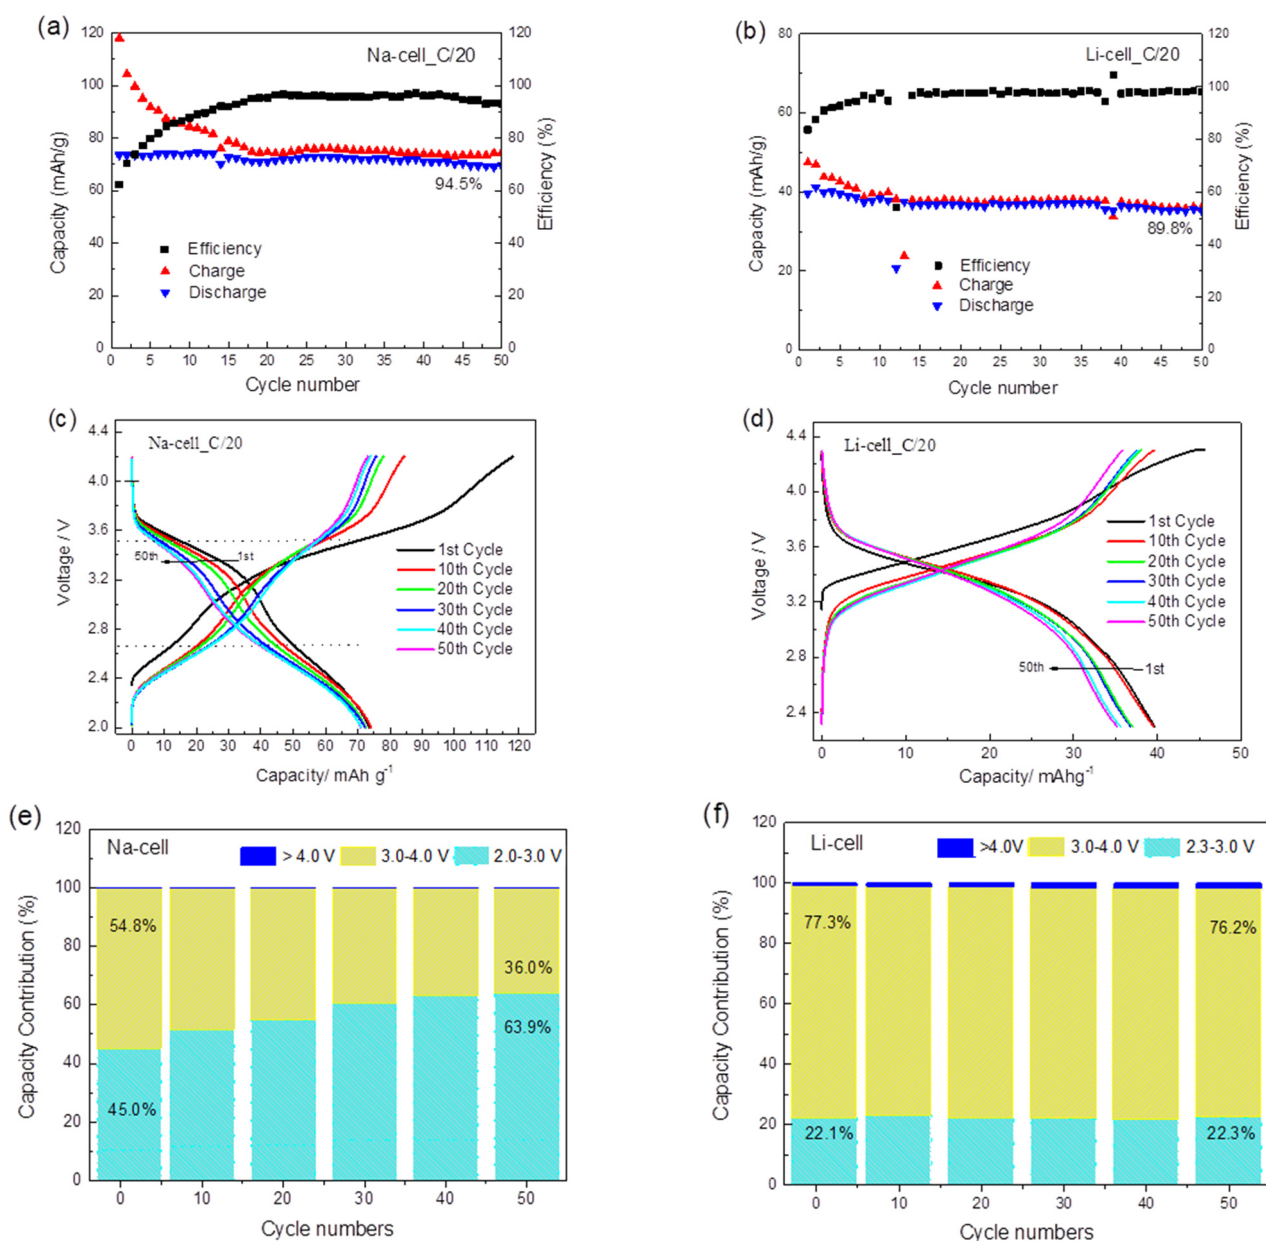 (a)
Na-cell_C/20
Capacity (mAh/g)
Efficiency (%)
120
100
80
60
40
20
0
120
100
80
60
40
20
0
94.5%
Efficiency
Charge
Discharge
0 5 10 15 20 25 30 35 40 45 50
Cycle number
(b)
Li-cell_C/20
Capacity (mAh/g)
Efficiency (%)
80
60
40
20
0
120
100
80
60
40
20
0
89.8%
Efficiency
Charge
Discharge
0 5 10 15 20 25 30 35 40 45 50
Cycle number
(c)
Na-cell_C/20
Voltage / V
4.4
4.0
3.6
3.2
2.8
2.4
2.0
50th
1st
1st Cycle
10th Cycle
20th Cycle
30th Cycle
40th Cycle
50th Cycle
0 10 20 30 40 50 60 70 80 90 100 110 120
Capacity/ mAh g-1
(d)
Li-cell_C/20
Voltage / V
4.4
4.0
3.6
3.2
2.8
2.4
1st Cycle
10th Cycle
20th Cycle
30th Cycle
40th Cycle
50th Cycle
50th
1st
0 10 20 30 40 50
Capacity/ mAhg-1
(e)
Na-cell
> 4.0 V 3.0-4.0 V 2.0-3.0 V
Capacity Contribution (%)
120
100
80
60
40
20
0
54.8%
36.0%
63.9%
45.0%
0 10 20 30 40 50
Cycle numbers
(f)
Li-cell
>4.0V 3.0-4.0 V 2.3-3.0 V
Capacity Contribution (%)
120
100
80
60
40
20
0
77.3%
76.2%
22.1%
22.3%
0 10 20 30 40 50
Cycle numbers